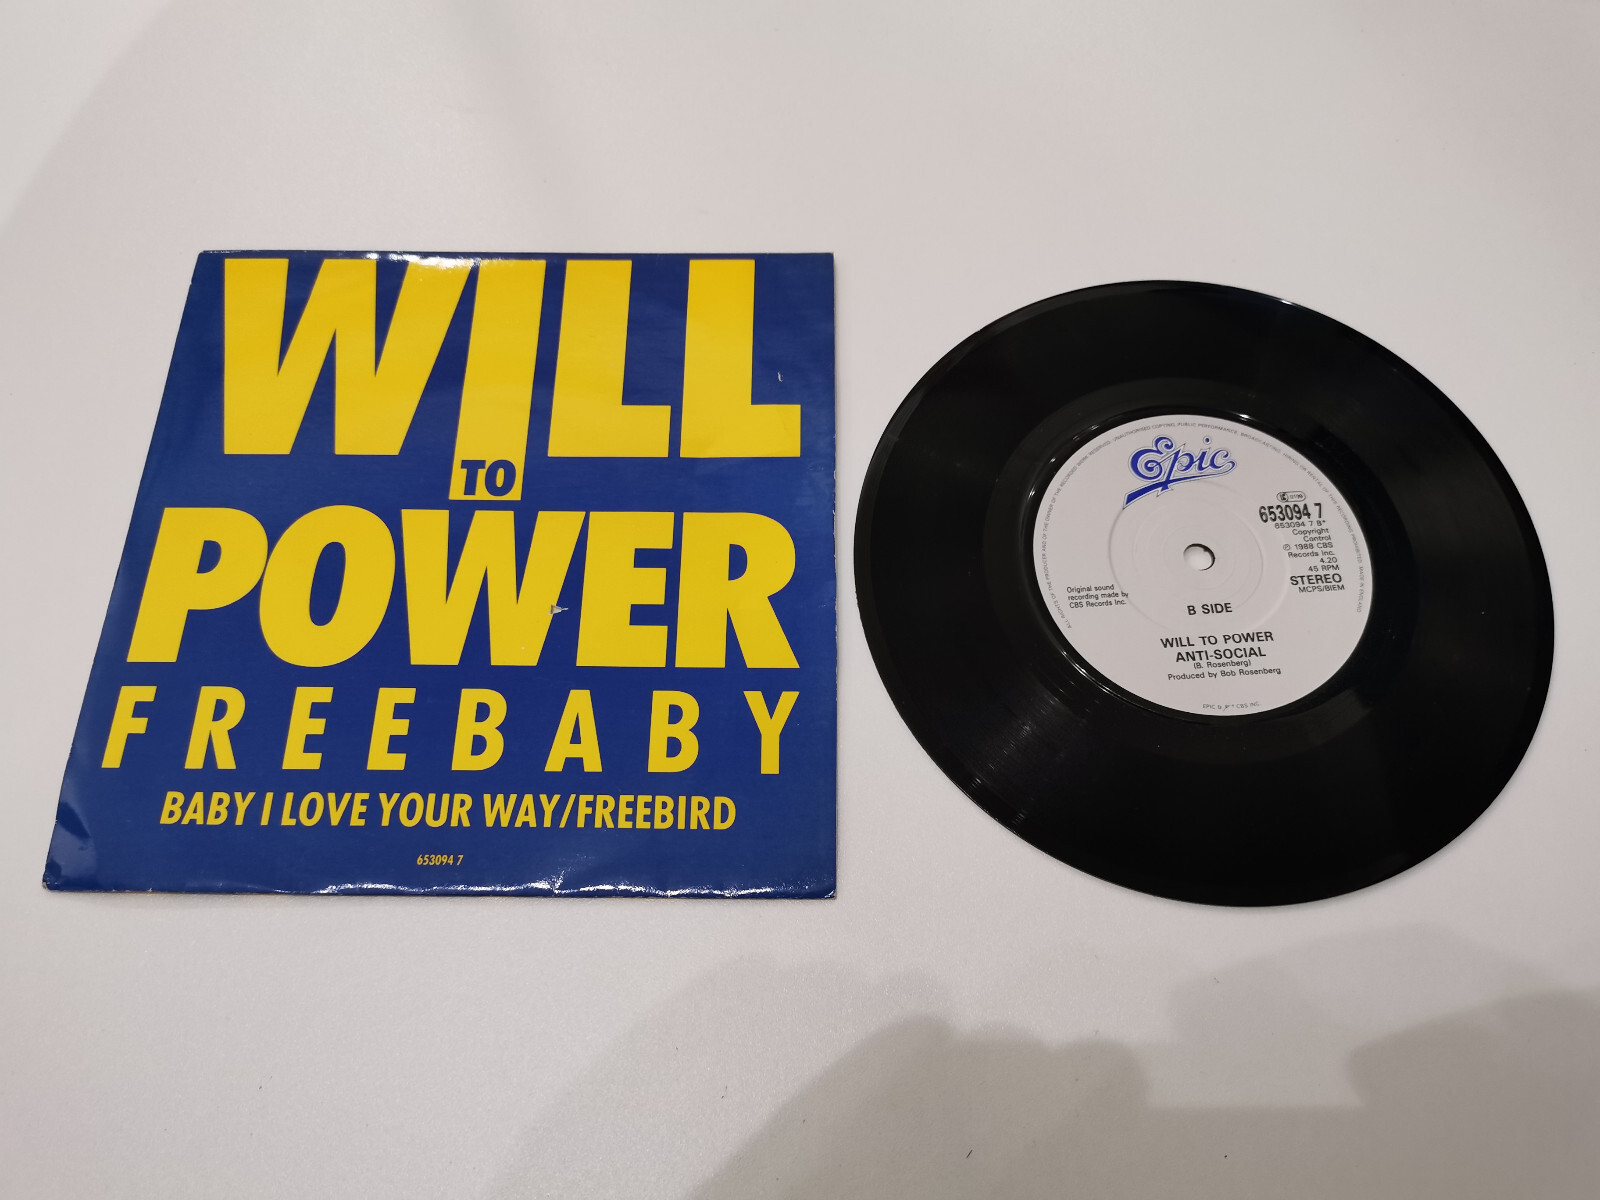 WILL
TO
POWER
FREEBABY
BABY I LOVE YOUR WAY/FREEBIRD
653094 7
Epic
0199
653094 7
653094 7 B*
Copyright
Control
℗ 1988 CBS
Records Inc.
4.20
45 RPM
STEREO
MCPS/BIEM
Original sound
recording made by
CBS Records Inc.
B SIDE
WILL TO POWER
ANTI-SOCIAL
(B. Rosenberg)
Produced by Bob Rosenberg